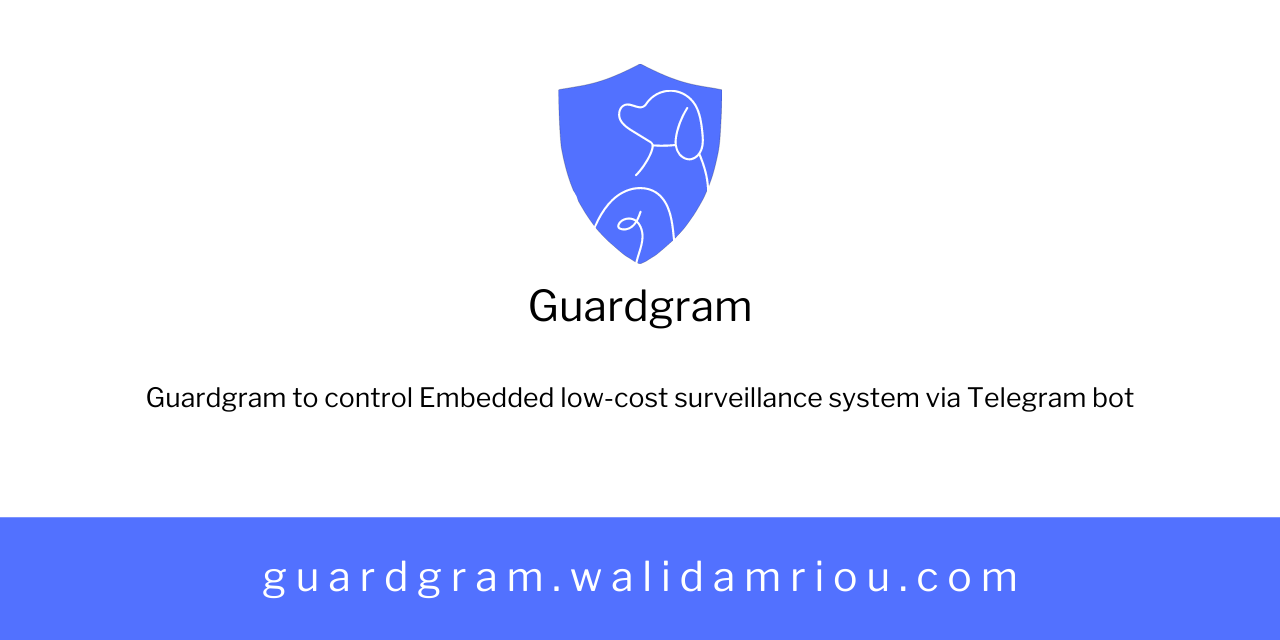 Guardgram
Guardgram to control Embedded low-cost surveillance system via Telegram bot
guardgram.walidamriou.com